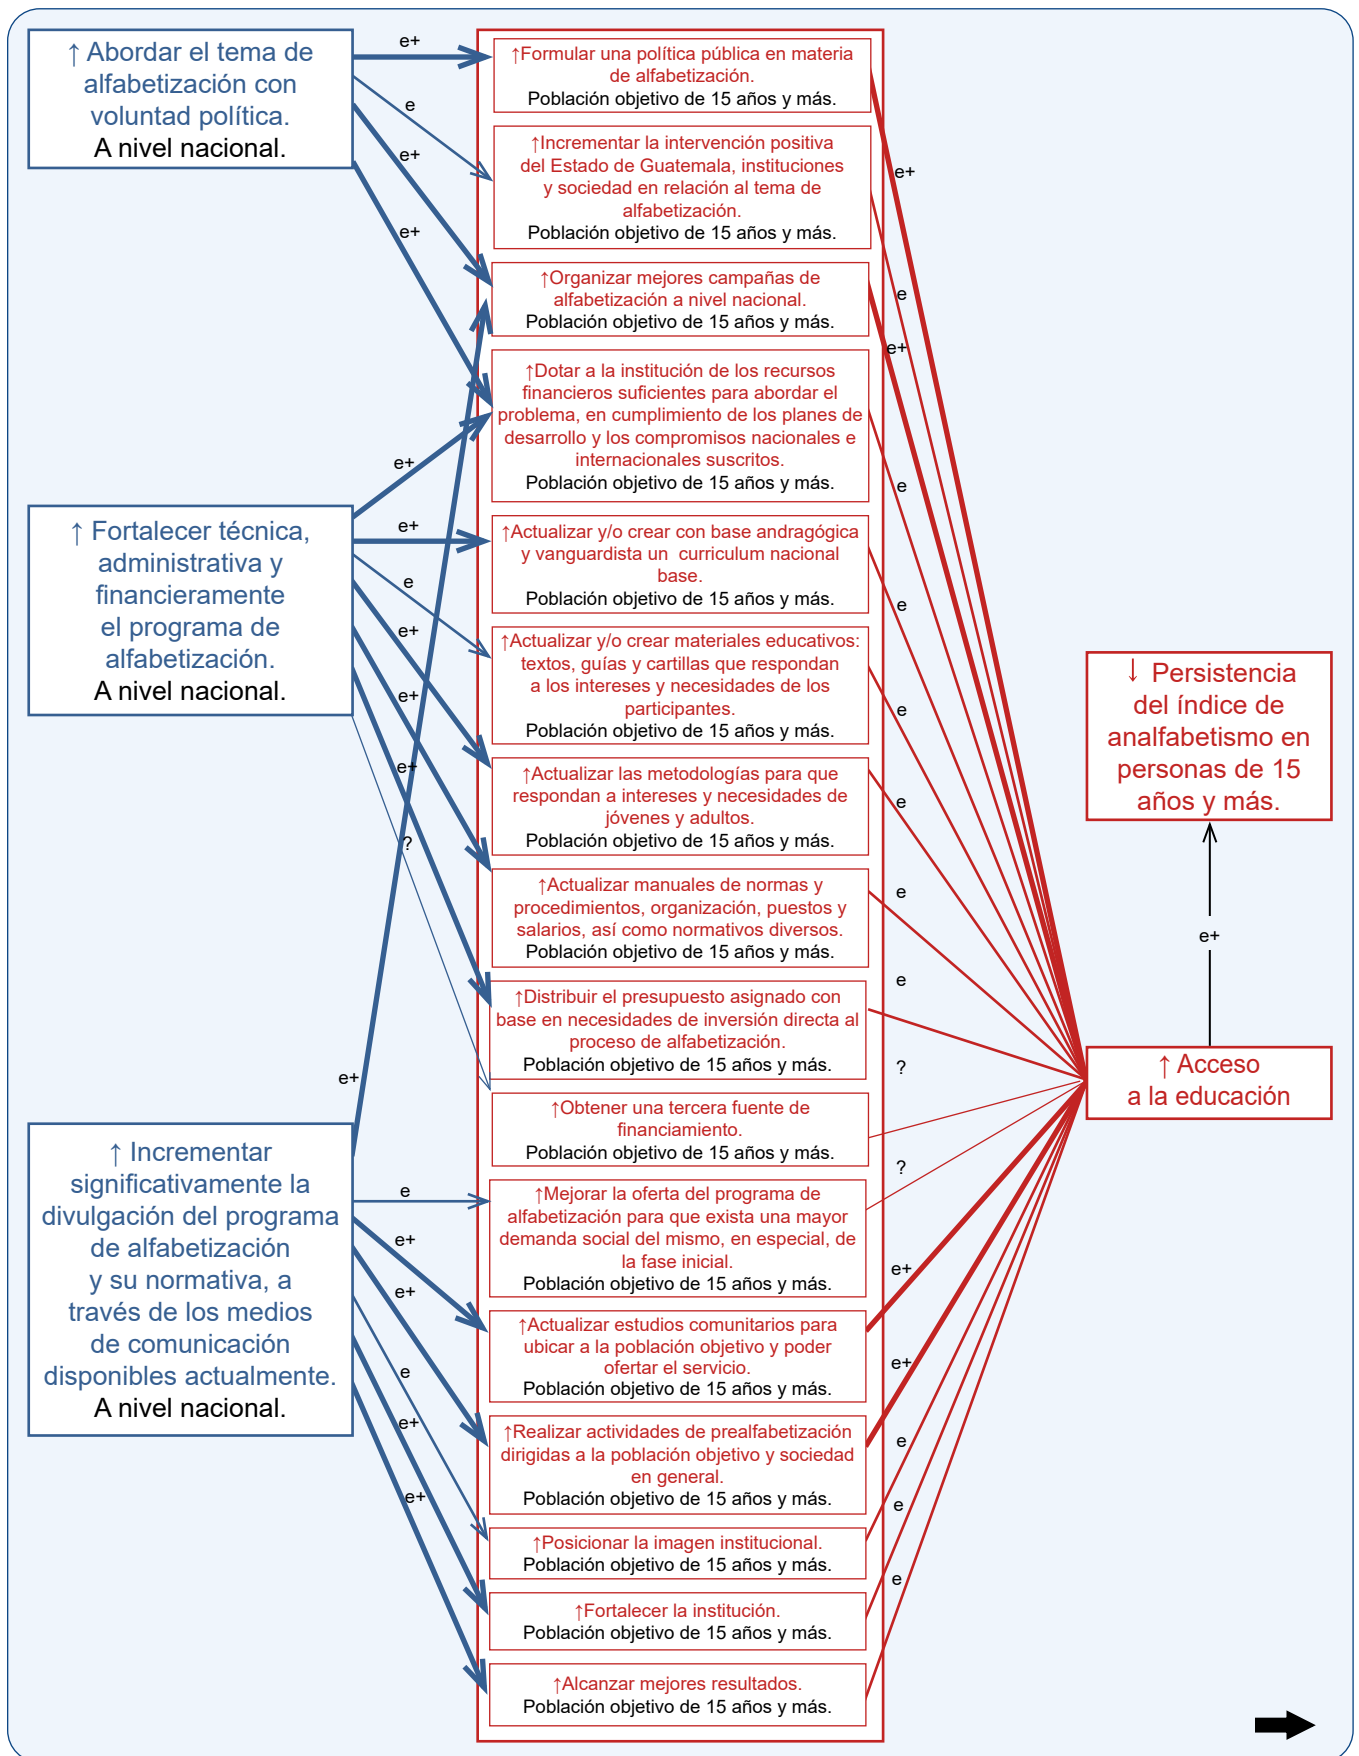 ↑ Abordar el tema de
alfabetización con
voluntad política.
A nivel nacional.
↑ Fortalecer técnica,
administrativa y
financieramente
el programa de
alfabetización.
A nivel nacional.
↑ Incrementar
significativamente la
divulgación del programa
de alfabetización
y su normativa, a
través de los medios
de comunicación
disponibles actualmente.
A nivel nacional.
e+
e
e+
e+
e+
e+
e
e+
e+
e+
?
e+
e
e+
e+
e
e+
e+
↑Formular una política pública en materia
de alfabetización.
Población objetivo de 15 años y más.
↑Incrementar la intervención positiva
del Estado de Guatemala, instituciones
y sociedad en relación al tema de
alfabetización.
Población objetivo de 15 años y más.
↑Organizar mejores campañas de
alfabetización a nivel nacional.
Población objetivo de 15 años y más.
↑Dotar a la institución de los recursos
financieros suficientes para abordar el
problema, en cumplimiento de los planes de
desarrollo y los compromisos nacionales e
internacionales suscritos.
Población objetivo de 15 años y más.
↑Actualizar y/o crear con base andragógica
y vanguardista un curriculum nacional
base.
Población objetivo de 15 años y más.
↑Actualizar y/o crear materiales educativos:
textos, guías y cartillas que respondan
a los intereses y necesidades de los
participantes.
Población objetivo de 15 años y más.
↑Actualizar las metodologías para que
respondan a intereses y necesidades de
jóvenes y adultos.
Población objetivo de 15 años y más.
↑Actualizar manuales de normas y
procedimientos, organización, puestos y
salarios, así como normativos diversos.
Población objetivo de 15 años y más.
↑Distribuir el presupuesto asignado con
base en necesidades de inversión directa al
proceso de alfabetización.
Población objetivo de 15 años y más.
↑Obtener una tercera fuente de
financiamiento.
Población objetivo de 15 años y más.
↑Mejorar la oferta del programa de
alfabetización para que exista una mayor
demanda social del mismo, en especial, de
la fase inicial.
Población objetivo de 15 años y más.
↑Actualizar estudios comunitarios para
ubicar a la población objetivo y poder
ofertar el servicio.
Población objetivo de 15 años y más.
↑Realizar actividades de prealfabetización
dirigidas a la población objetivo y sociedad
en general.
Población objetivo de 15 años y más.
↑Posicionar la imagen institucional.
Población objetivo de 15 años y más.
↑Fortalecer la institución.
Población objetivo de 15 años y más.
↑Alcanzar mejores resultados.
Población objetivo de 15 años y más.
e+
e
e+
e
e
e
e
e
e
?
?
e+
e+
e
e
e
↓ Persistencia
del índice de
analfabetismo en
personas de 15
años y más.
e+
↑ Acceso
a la educación